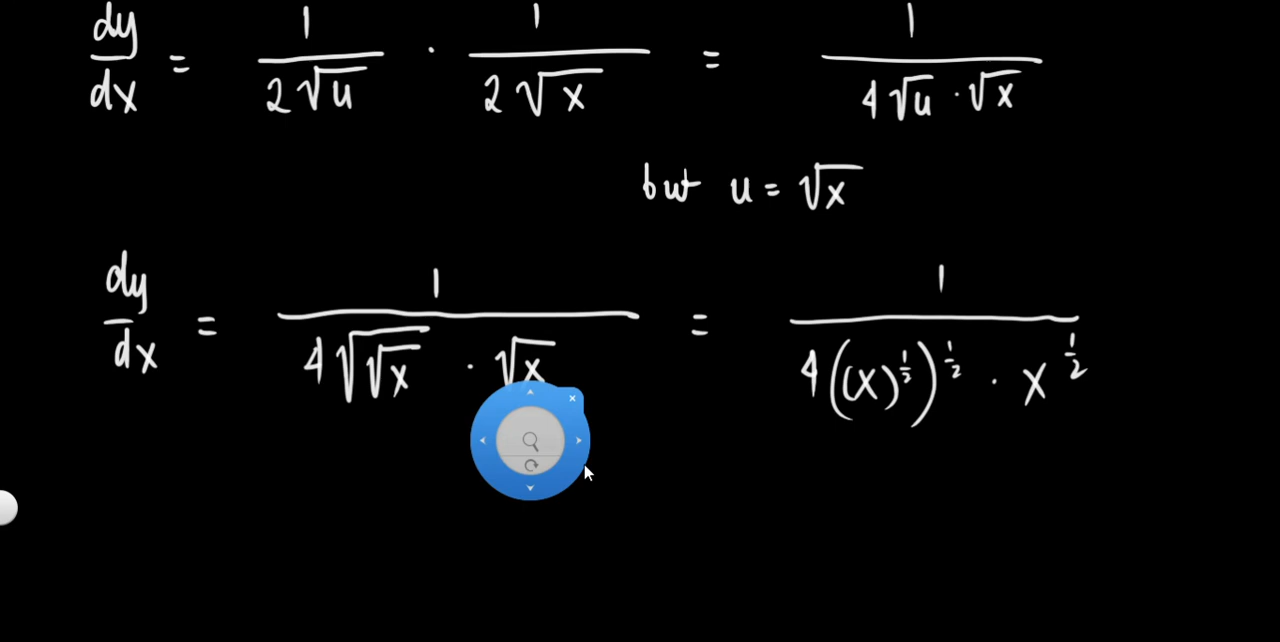 dy/dx = 1/(2√u) · 1/(2√x) = 1/(4√u · √x)
but u = √x
dy/dx = 1/(4√√x · √x) = 1/(4((x)^½)^½ · x^½)